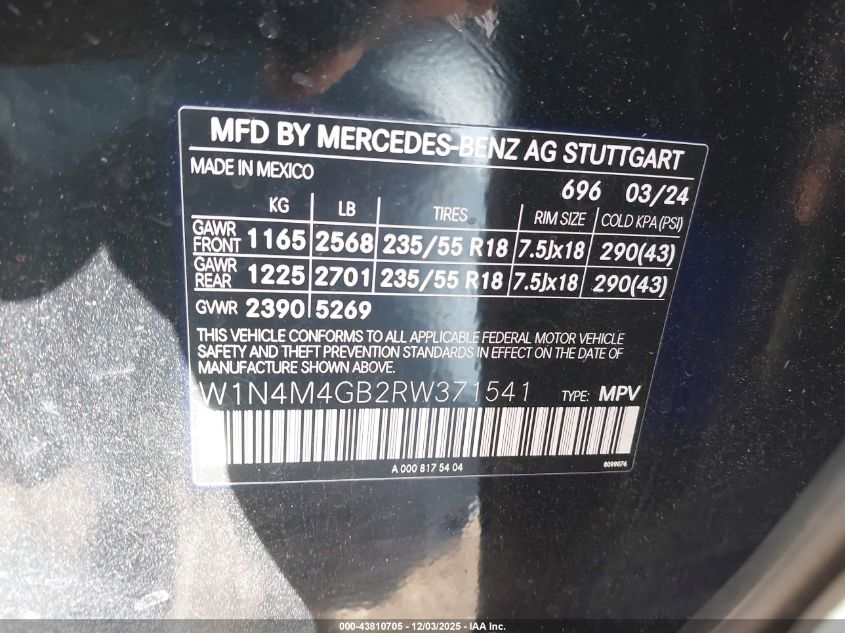 MFD BY MERCEDES-BENZ AG STUTTGART
MADE IN MEXICO
696 03/24
KG LB TIRES RIM SIZE COLD KPA (PSI)
GAWR FRONT 1165 2568 235/55 R18 7.5Jx18 290(43)
GAWR REAR 1225 2701 235/55 R18 7.5Jx18 290(43)
GVWR 2390 5269
THIS VEHICLE CONFORMS TO ALL APPLICABLE FEDERAL MOTOR VEHICLE
SAFETY AND THEFT PREVENTION STANDARDS IN EFFECT ON THE DATE OF
MANUFACTURE SHOWN ABOVE.
W1N4M4GB2RW371541 TYPE: MPV
A 000 817 54 04 8099076
000-43810705 - 12/03/2025 - IAA Inc.